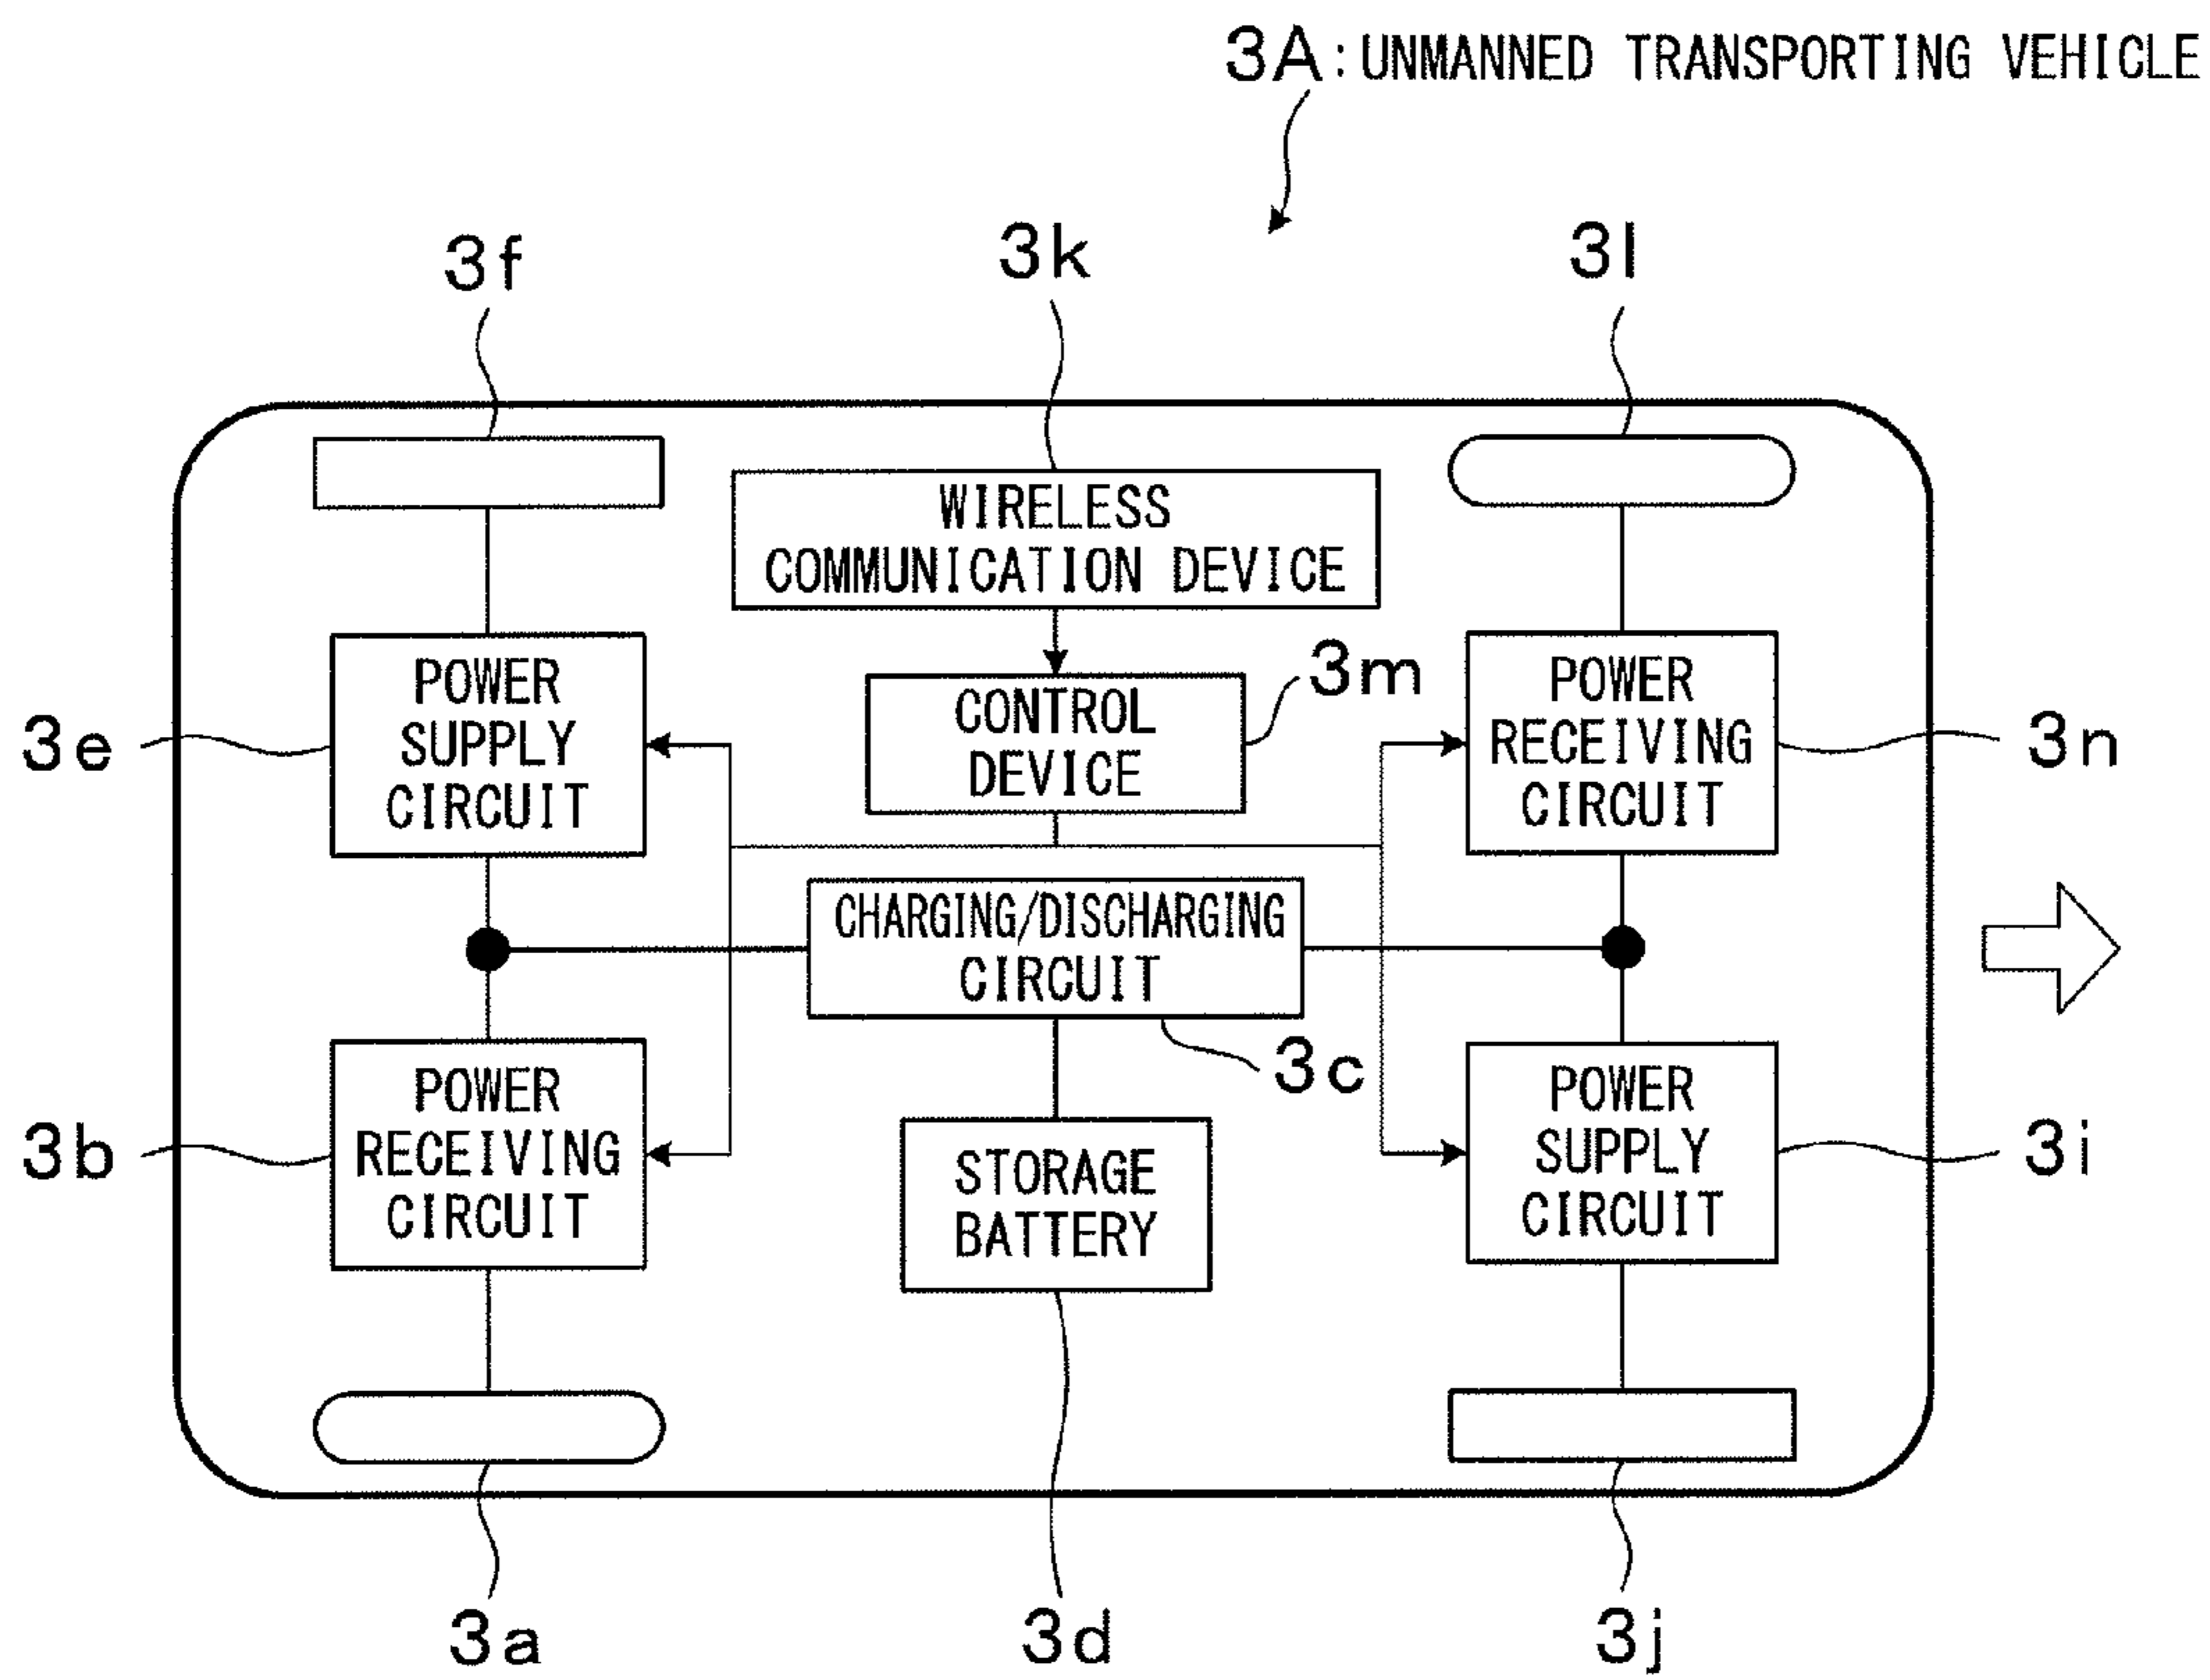 3A: UNMANNED TRANSPORTING VEHICLE
3f
3k
3l
WIRELESS
COMMUNICATION DEVICE
POWER
SUPPLY
CIRCUIT
3e
CONTROL
DEVICE
3m
POWER
RECEIVING
CIRCUIT
3n
CHARGING/DISCHARGING
CIRCUIT
3c
POWER
RECEIVING
CIRCUIT
3b
STORAGE
BATTERY
POWER
SUPPLY
CIRCUIT
3i
3a
3d
3j